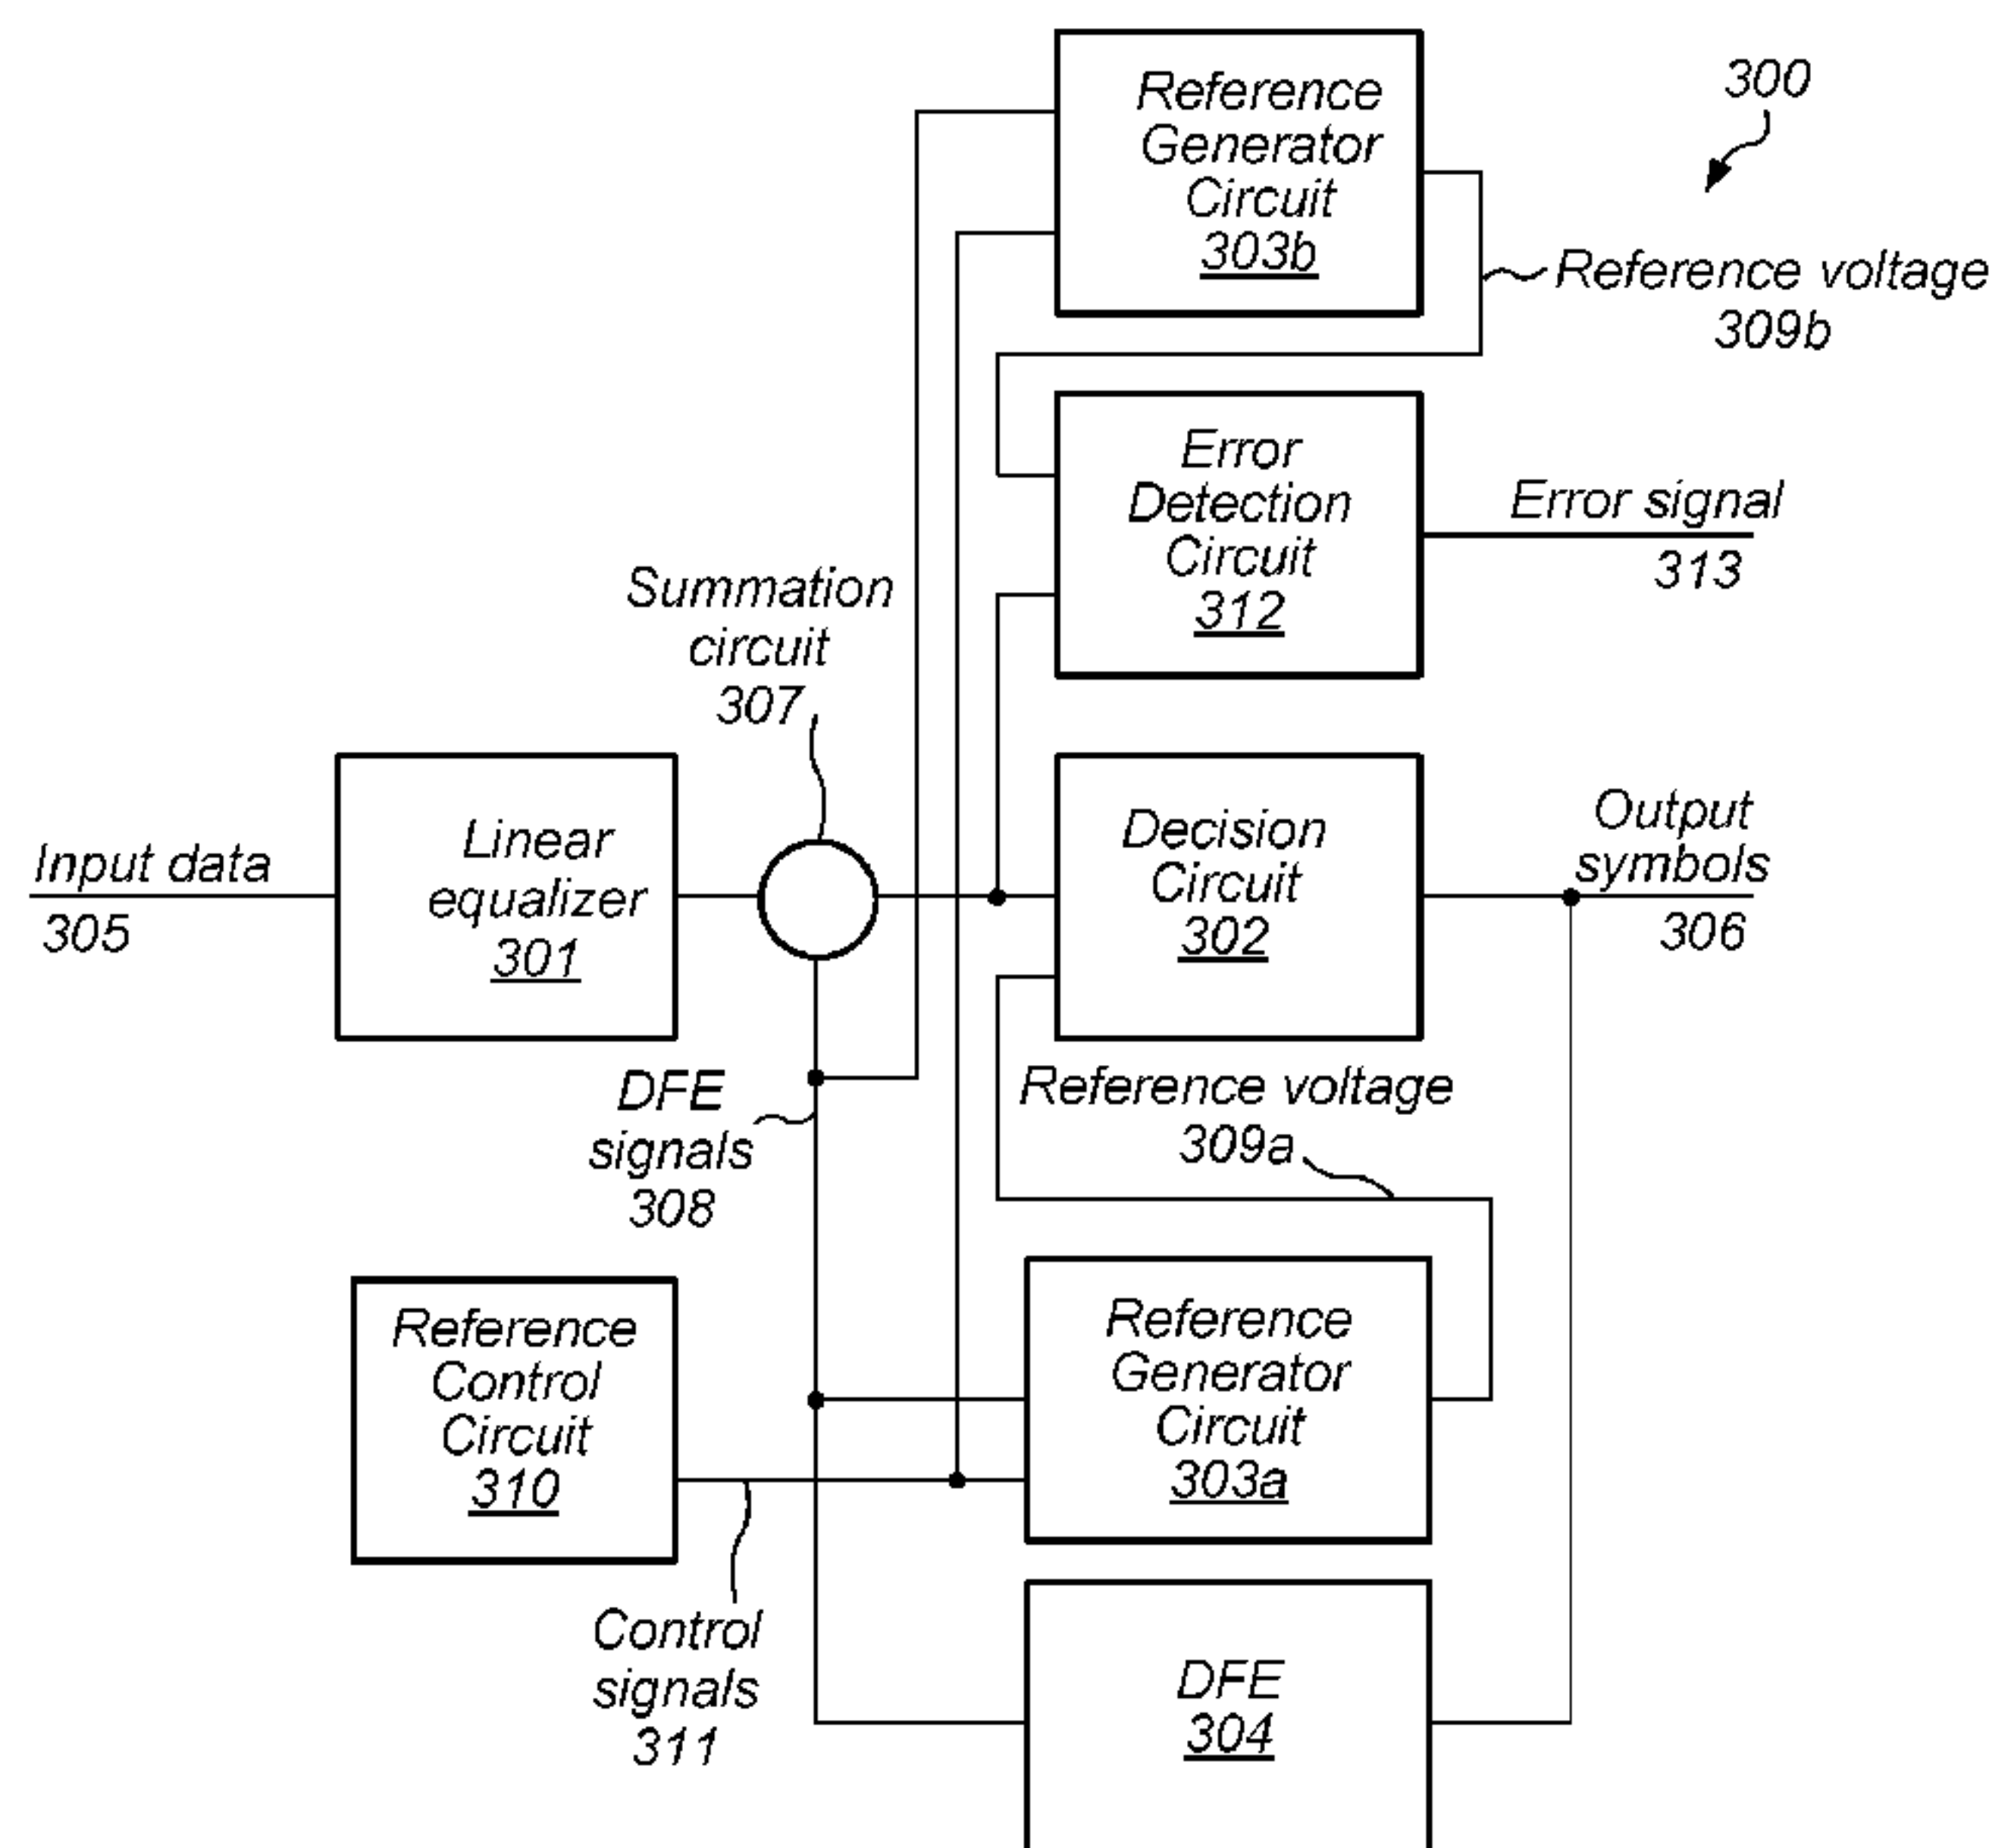 300
Reference
Generator
Circuit
303b
Reference voltage
309b
Error
Detection
Circuit
312
Error signal
313
Summation
circuit
307
Input data
305
Linear
equalizer
301
Decision
Circuit
302
Output
symbols
306
DFE
signals
308
Reference voltage
309a
Reference
Control
Circuit
310
Reference
Generator
Circuit
303a
Control
signals
311
DFE
304